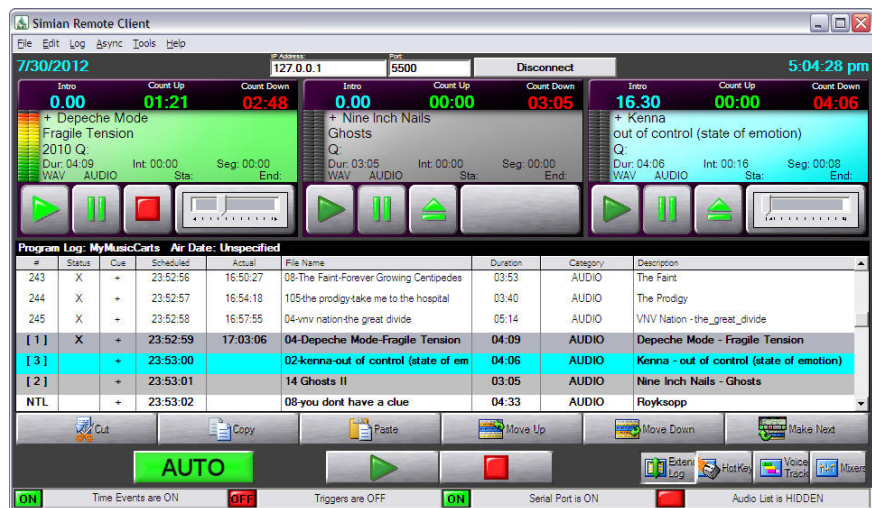 Simian Remote Client
File Edit Log Async Tools Help
7/30/2012
IP Address:
127.0.0.1
Port:
5500
Disconnect
5:04:28 pm
Intro Count Up Count Down
0.00 01:21 02:48
+ Depeche Mode
Fragile Tension
2010 Q:
Dur: 04:09 Int: 00:00 Seg: 00:00
WAV AUDIO Sta: End:
Intro Count Up Count Down
0.00 00:00 03:05
+ Nine Inch Nails
Ghosts
Q:
Dur: 03:05 Int: 00:00 Seg: 00:00
WAV AUDIO Sta: End:
Intro Count Up Count Down
16.30 00:00 04:06
+ Kenna
out of control (state of emotion)
Q:
Dur: 04:06 Int: 00:16 Seg: 00:08
WAV AUDIO Sta: End:
Program Log: MyMusicCarts Air Date: Unspecified
# Status Cue Scheduled Actual File Name Duration Category Description
243 X + 23:52:56 16:50:27 08-The Faint-Forever Growing Centipedes 03:53 AUDIO The Faint
244 X + 23:52:57 16:54:18 105-the prodigy-take me to the hospital 03:40 AUDIO The Prodigy
245 X + 23:52:58 16:57:55 04-vnv nation-the great divide 05:14 AUDIO VNV Nation - the_great_divide
[ 1 ] X + 23:52:59 17:03:06 04-Depeche Mode-Fragile Tension 04:09 AUDIO Depeche Mode - Fragile Tension
[ 3 ] + 23:53:00 02-kenna-out of control (state of em 04:06 AUDIO Kenna - out of control (state of emotion)
[ 2 ] + 23:53:01 14 Ghosts II 03:05 AUDIO Nine Inch Nails - Ghosts
NTL + 23:53:02 08-you dont have a clue 04:33 AUDIO Royksopp
Cut Copy Paste Move Up Move Down Make Next
AUTO
Extend Log
HotKey
Voice Track
Mixers
ON Time Events are ON OFF Triggers are OFF ON Serial Port is ON Audio List is HIDDEN